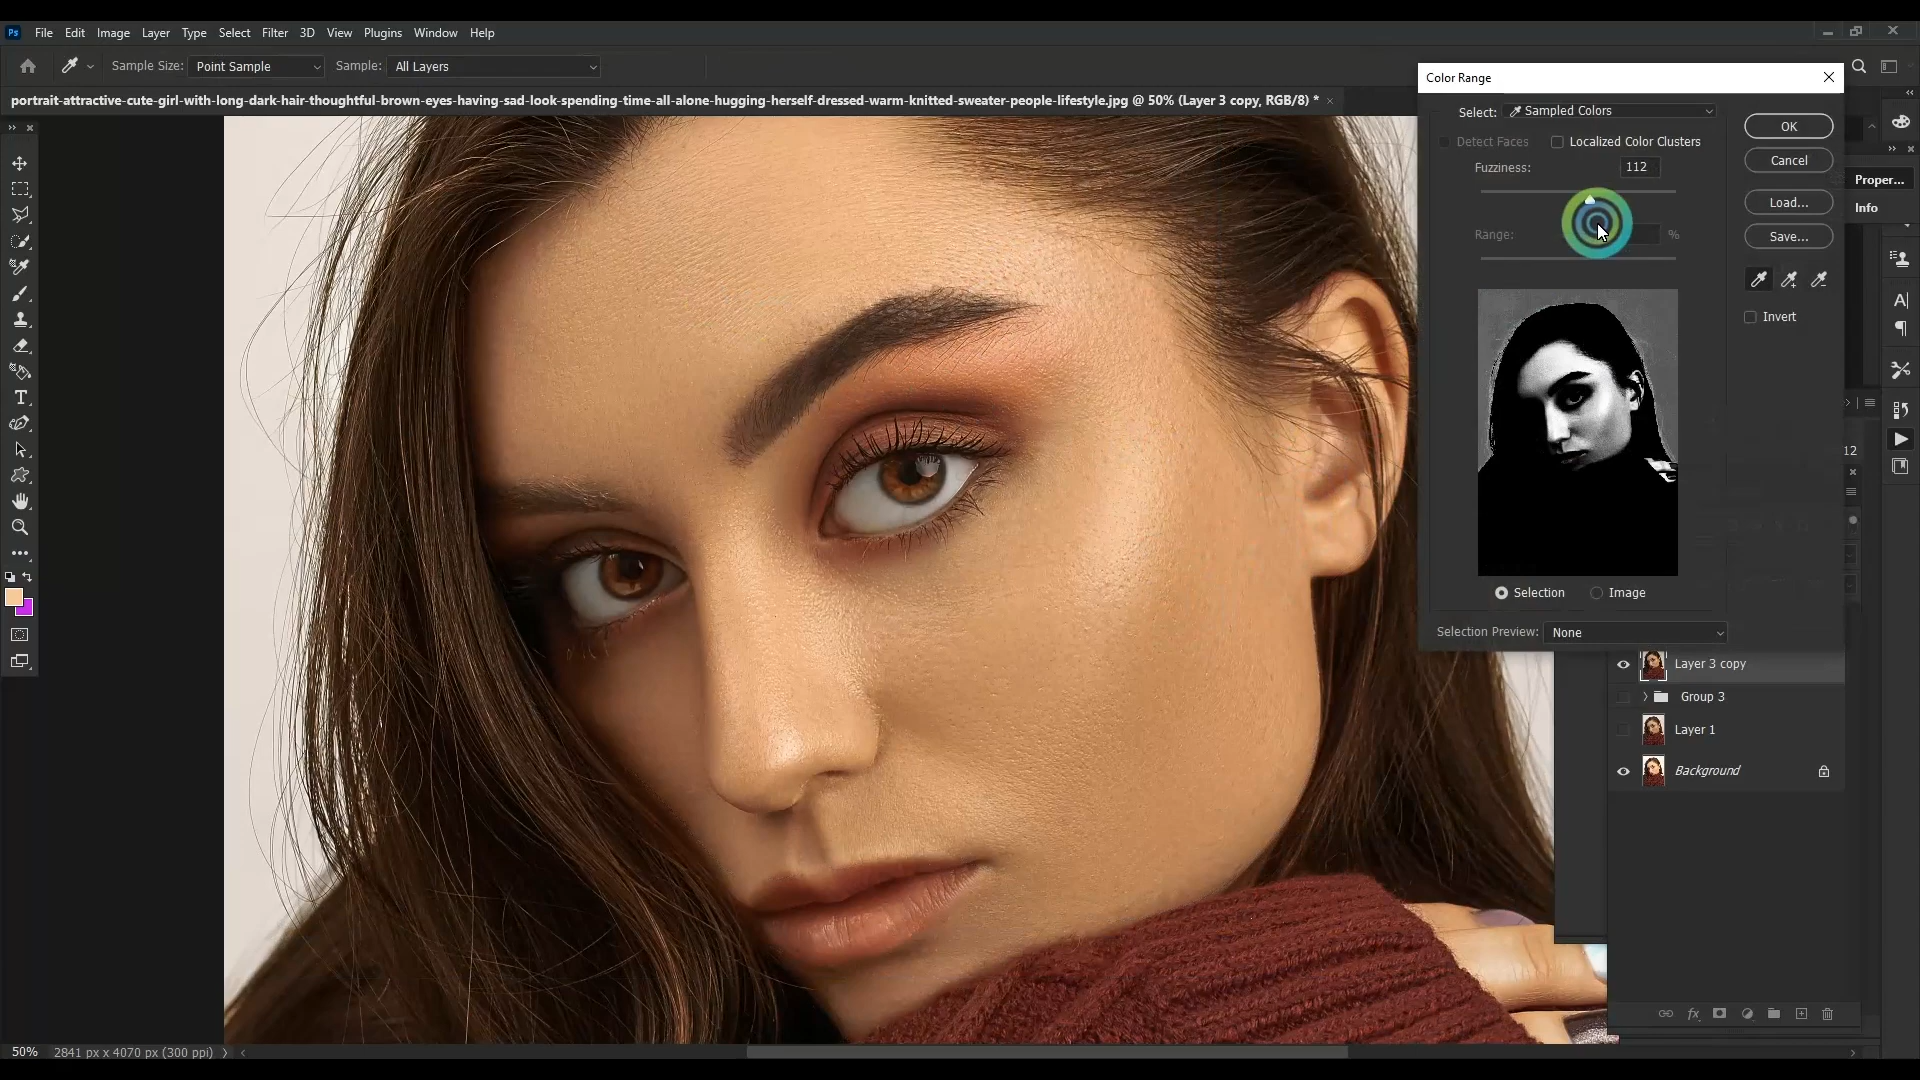 Ps File Edit Image Layer Type Select Filter 3D View Plugins Window Help
Sample Size: Point Sample Sample: All Layers
portrait-attractive-cute-girl-with-long-dark-hair-thoughtful-brown-eyes-having-sad-look-spending-time-all-alone-hugging-herself-dressed-warm-knitted-sweater-people-lifestyle.jpg @ 50% (Layer 3 copy, RGB/8) *
Color Range
Select: Sampled Colors
OK
Detect Faces Localized Color Clusters
Cancel
Fuzziness: 112
Load...
Range: %
Save...
Invert
Selection Image
Selection Preview: None
Proper...
Info
12
Layer 3 copy
Group 3
Layer 1
Background
fx
50% 2841 px x 4070 px (300 ppi)